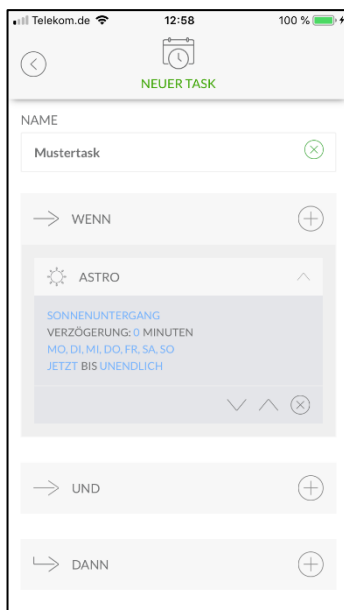 Telekom.de 12:58 100 %
NEUER TASK
NAME
Mustertask
WENN
ASTRO
SONNENUNTERGANG
VERZÖGERUNG: 0 MINUTEN
MO, DI, MI, DO, FR, SA, SO
JETZT BIS UNENDLICH
UND
DANN